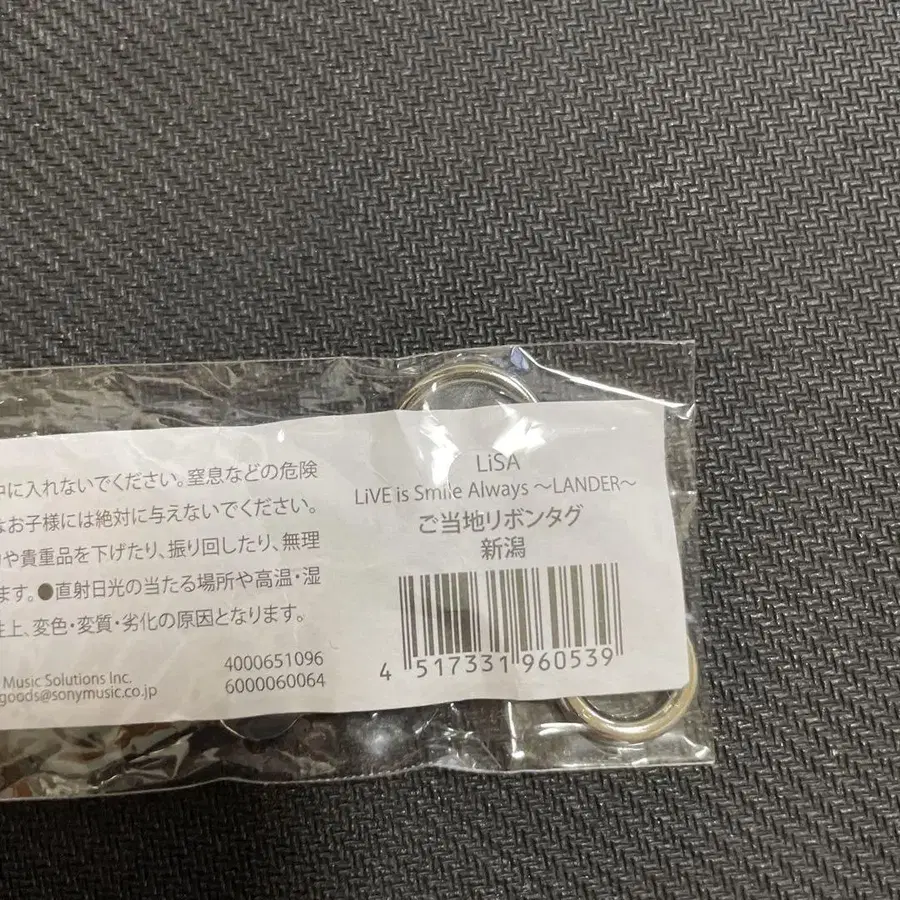 中に入れないでください。窒息などの危険
はお子様には絶対に与えないでください。
や貴重品を下げたり、振り回したり、無理
ます。●直射日光の当たる場所や高温・湿
性上、変色・変質・劣化の原因となります。
Music Solutions Inc.
goods@sonymusic.co.jp
4000651096
6000060064
LiSA
LiVE is Smile Always ～LANDER～
ご当地リボンタグ
新潟
4 517331 960539